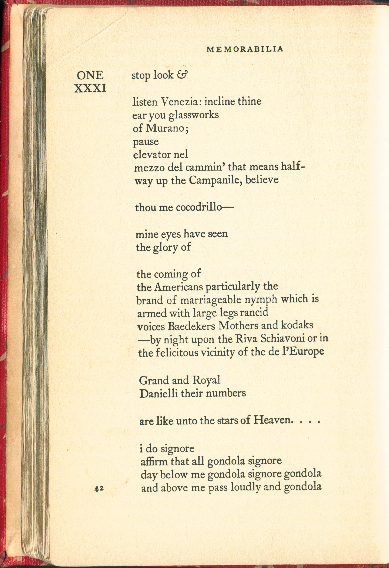 MEMORABILIA
ONE
XXXI
stop look &
listen Venezia: incline thine
ear you glassworks
of Murano;
pause
elevator nel
mezzo del cammin' that means half-
way up the Campanile, believe
thou me cocodrillo—
mine eyes have seen
the glory of
the coming of
the Americans particularly the
brand of marriageable nymph which is
armed with large legs rancid
voices Baedekers Mothers and kodaks
—by night upon the Riva Schiavoni or in
the felicitous vicinity of the de l'Europe
Grand and Royal
Danielli their numbers
are like unto the stars of Heaven. . . .
i do signore
affirm that all gondola signore
day below me gondola signore gondola
and above me pass loudly and gondola
42